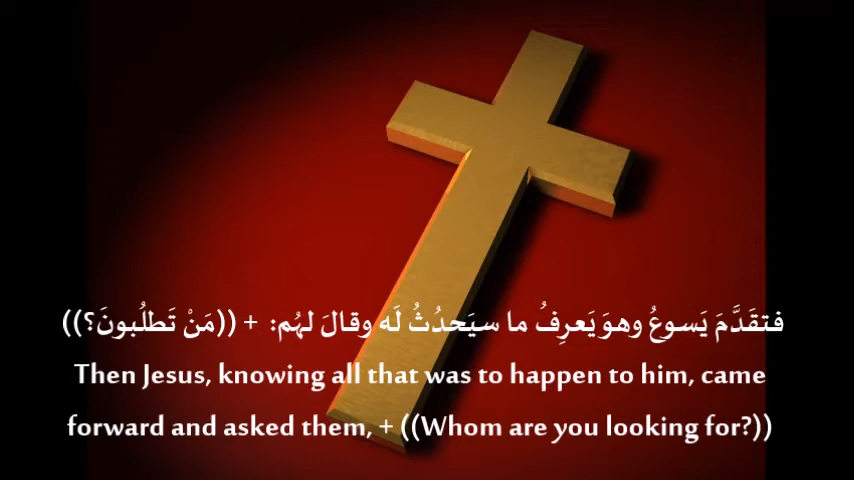 فتقَدَّمَ يَسوعُ وهوَ يَعرِفُ ما سيَحدُثُ لَه وقالَ لهُم: + ((مَنْ تَطلُبونَ؟))
Then Jesus, knowing all that was to happen to him, came
forward and asked them, + ((Whom are you looking for?))